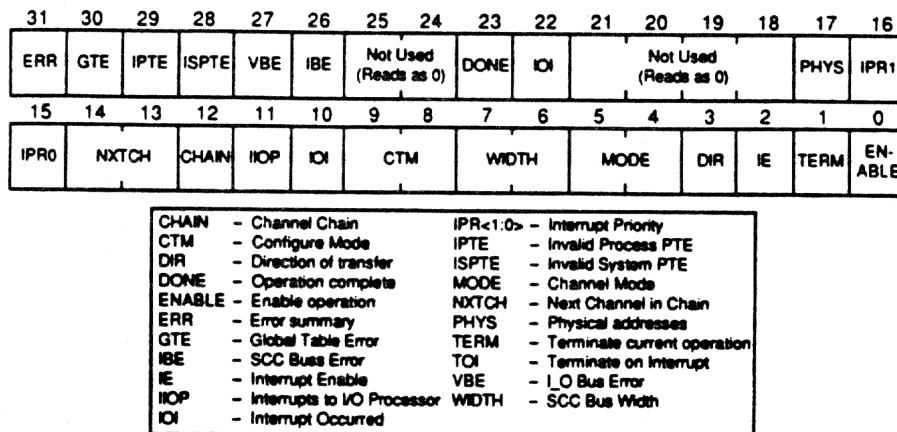 31 30 29 28 27 26 25 24 23 22 21 20 19 18 17 16
ERR GTE IPTE ISPTE VBE IBE Not Used (Reads as 0) DONE IOI Not Used (Reads as 0) PHYS IPR1
15 14 13 12 11 10 9 8 7 6 5 4 3 2 1 0
IPR0 NXTCH CHAIN IIOP IOI CTM WIDTH MODE DIR IE TERM EN-ABLE
CHAIN – Channel Chain IPR<1:0> – Interrupt Priority
CTM – Configure Mode IPTE – Invalid Process PTE
DIR – Direction of transfer ISPTE – Invalid System PTE
DONE – Operation complete MODE – Channel Mode
ENABLE – Enable operation NXTCH – Next Channel in Chain
ERR – Error summary PHYS – Physical addresses
GTE – Global Table Error TERM – Terminate current operation
IBE – SCC Buss Error TOI – Terminate on Interrupt
IE – Interrupt Enable VBE – I_O Bus Error
IIOP – Interrupts to I/O Processor WIDTH – SCC Bus Width
IOI – Interrupt Occurred